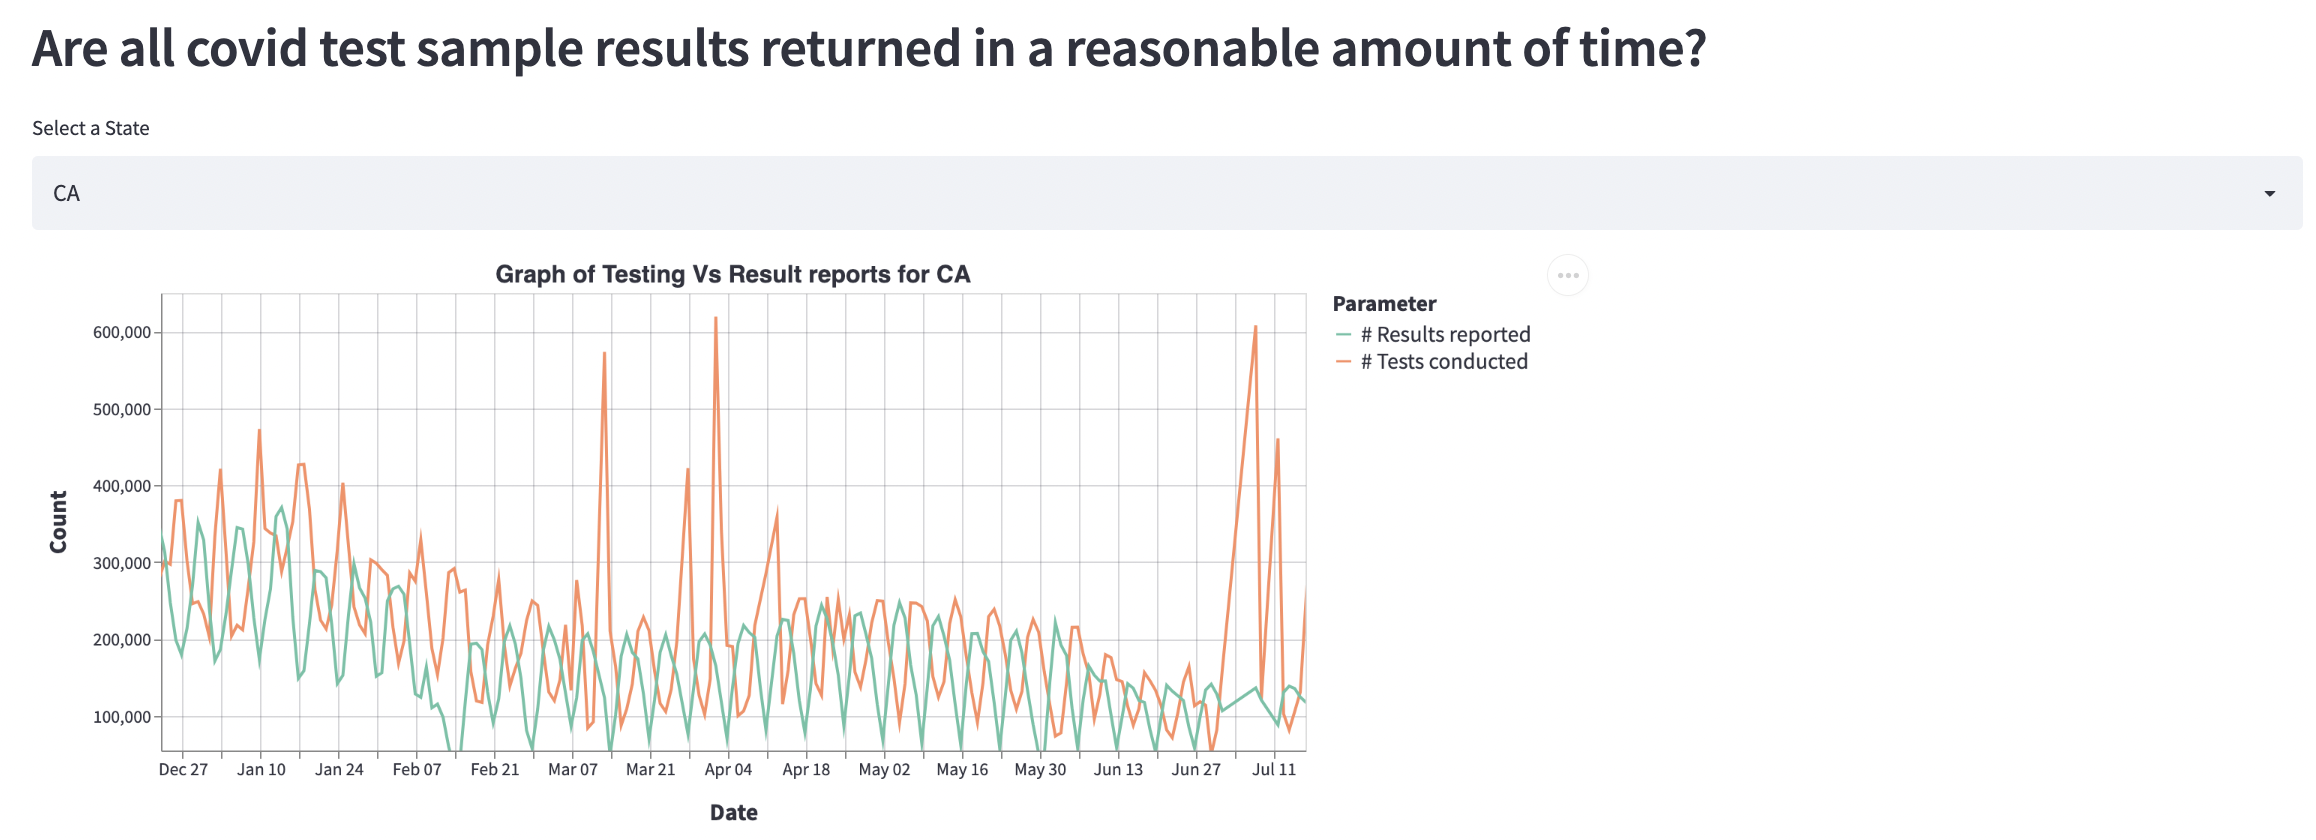 Are all covid test sample results returned in a reasonable amount of time?
Select a State
CA
Graph of Testing Vs Result reports for CA
Parameter
# Results reported
# Tests conducted
600,000
500,000
400,000
300,000
200,000
100,000
Count
Dec 27 Jan 10 Jan 24 Feb 07 Feb 21 Mar 07 Mar 21 Apr 04 Apr 18 May 02 May 16 May 30 Jun 13 Jun 27 Jul 11
Date